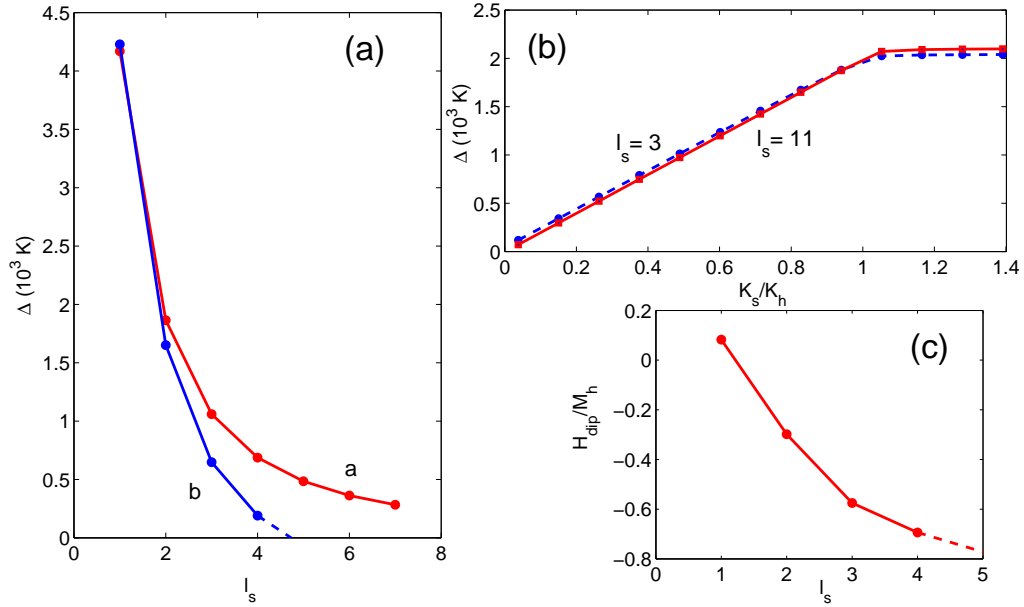 (a)
4.5
4
3.5
3
2.5
2
1.5
1
0.5
0
Δ (10³ K)
a
b
0 2 4 6 8
l_s
(b)
2.5
2
1.5
1
0.5
0
Δ (10³ K)
l_s = 3
l_s = 11
0 0.2 0.4 0.6 0.8 1 1.2 1.4
K_s/K_h
(c)
0.2
0
−0.2
−0.4
−0.6
−0.8
H_dip/M_h
0 1 2 3 4 5
l_s